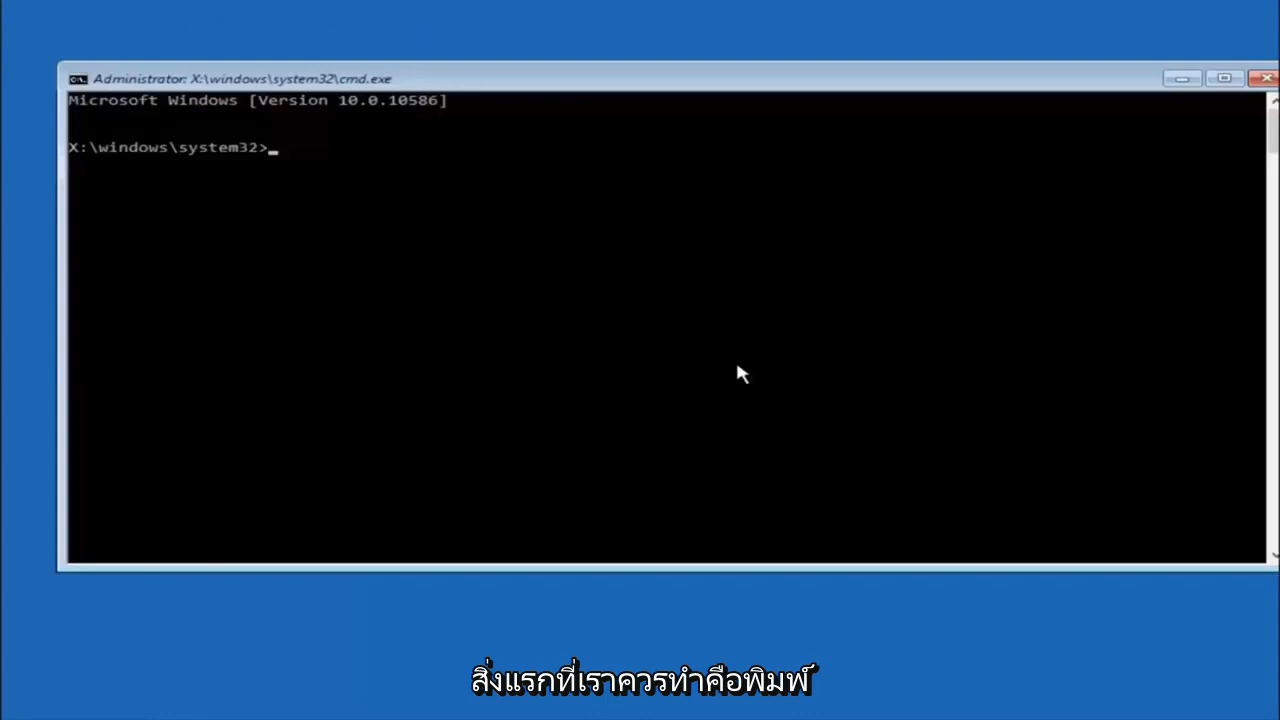 Administrator: X:\windows\system32\cmd.exe
Microsoft Windows [Version 10.0.10586]
X:\windows\system32>_
สิ่งแรกที่เราควรทำคือพิมพ์